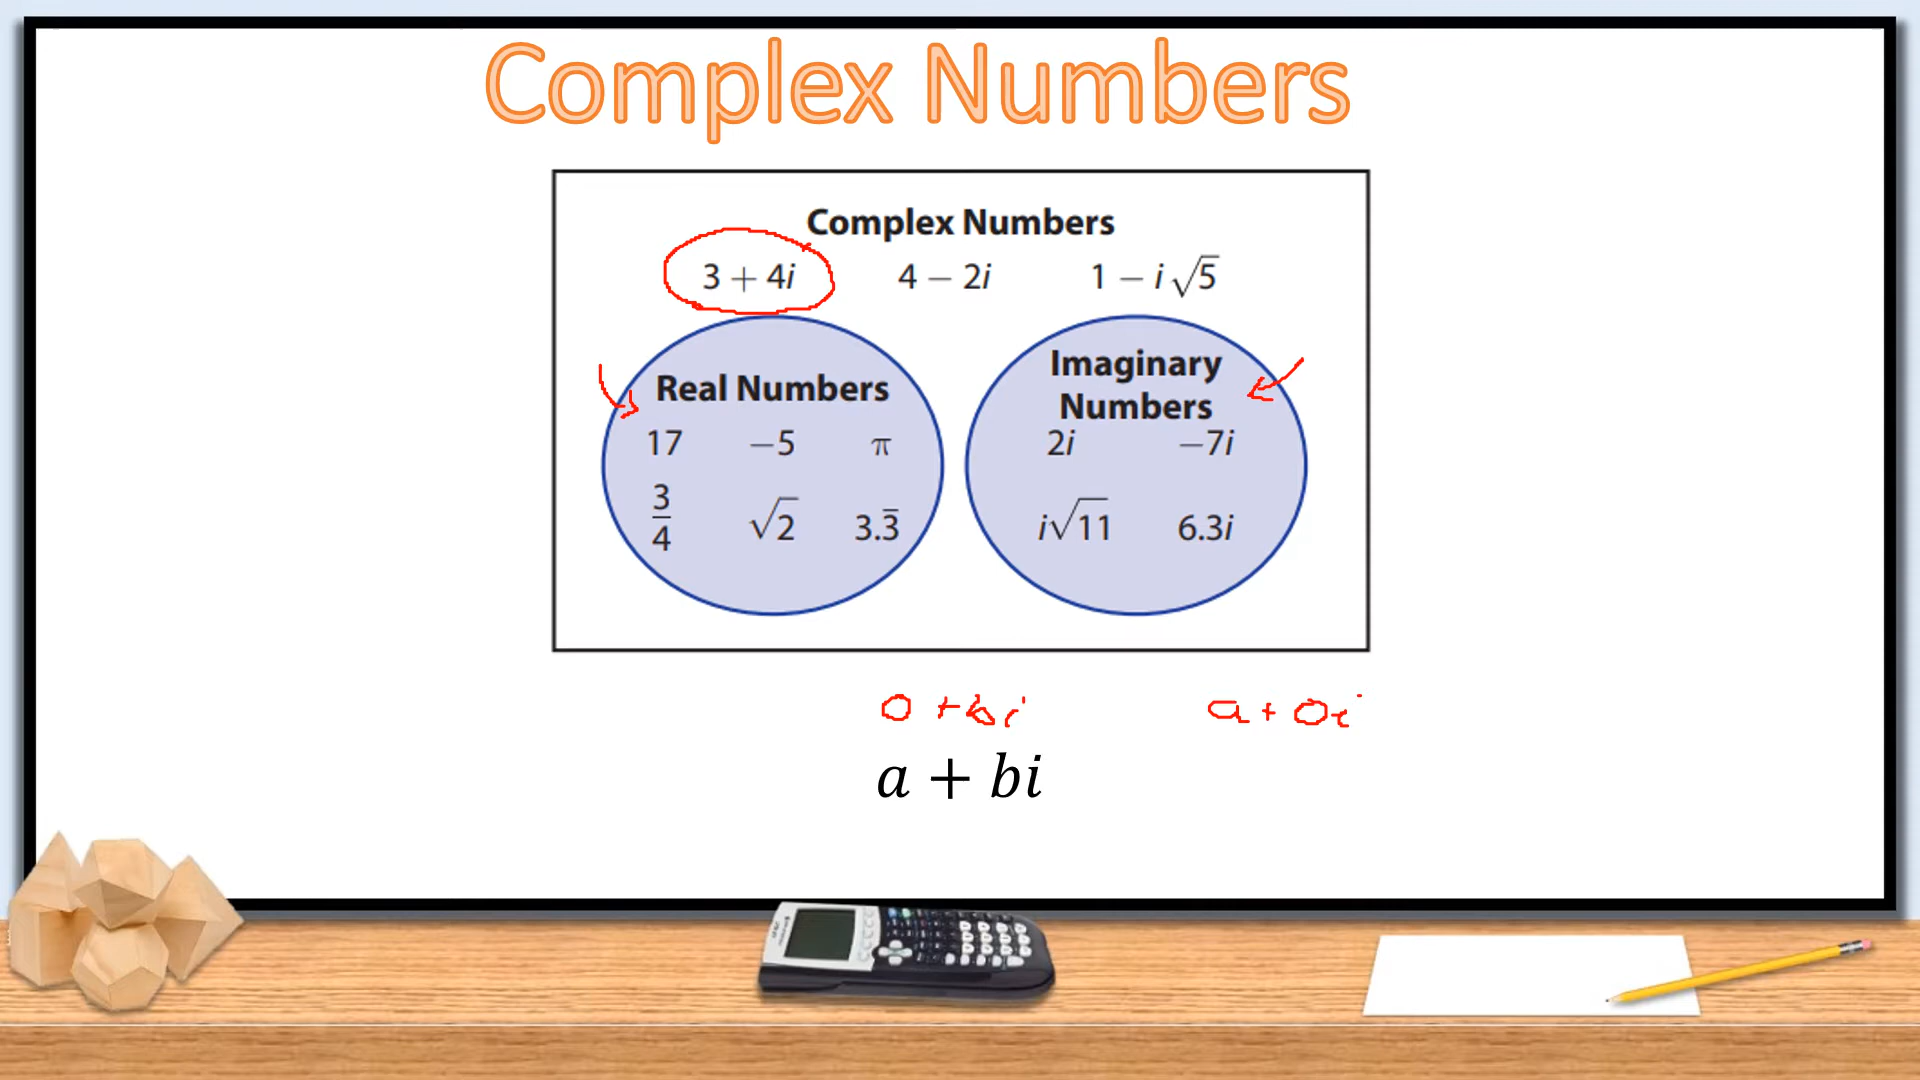 Complex Numbers
Complex Numbers
3 + 4i 4 − 2i 1 − i√5
Real Numbers
17 −5 π
3/4 √2 3.3̅
Imaginary
Numbers
2i −7i
i√11 6.3i
0 + bi a + 0i
a + bi